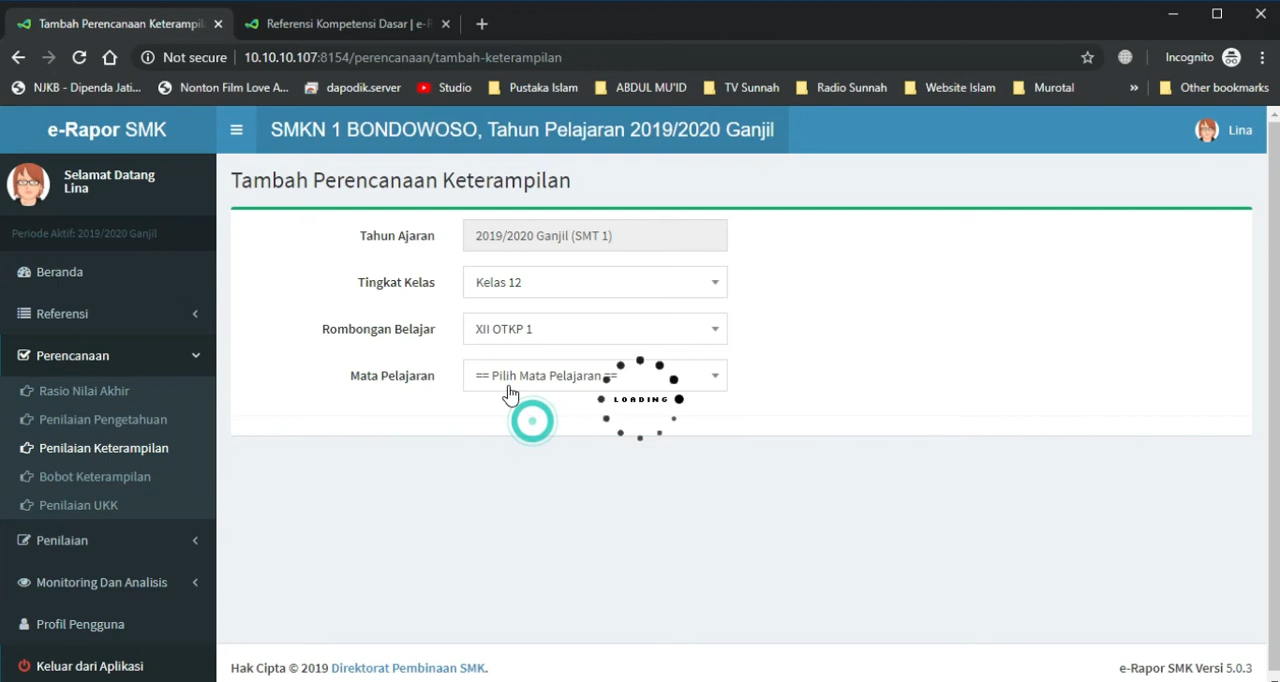 Tambah Perencanaan Keterampil
Referensi Kompetensi Dasar | e-R
Not secure
10.10.10.107:8154/perencanaan/tambah-keterampilan
Incognito
NJKB - Dipenda Jati...
Nonton Film Love A...
dapodik.server
Studio
Pustaka Islam
ABDUL MU'ID
TV Sunnah
Radio Sunnah
Website Islam
Murotal
»
Other bookmarks
e-Rapor SMK
SMKN 1 BONDOWOSO, Tahun Pelajaran 2019/2020 Ganjil
Lina
Selamat Datang
Lina
Periode Aktif: 2019/2020 Ganjil
Beranda
Referensi
Perencanaan
Rasio Nilai Akhir
Penilaian Pengetahuan
Penilaian Keterampilan
Bobot Keterampilan
Penilaian UKK
Penilaian
Monitoring Dan Analisis
Profil Pengguna
Keluar dari Aplikasi
Tambah Perencanaan Keterampilan
Tahun Ajaran
2019/2020 Ganjil (SMT 1)
Tingkat Kelas
Kelas 12
Rombongan Belajar
XII OTKP 1
Mata Pelajaran
== Pilih Mata Pelajaran ==
LOADING
Hak Cipta © 2019 Direktorat Pembinaan SMK.
e-Rapor SMK Versi 5.0.3